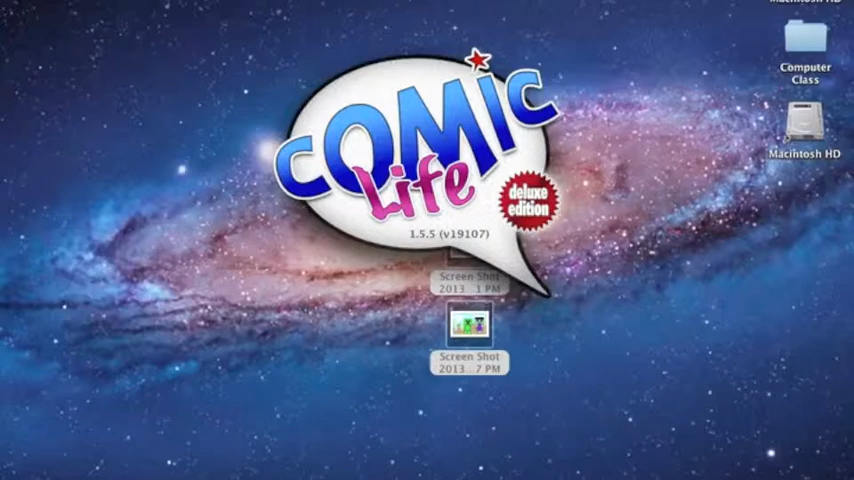 Macintosh HD
COMiC
Life
deluxe
edition
1.5.5 (v19107)
Computer
Class
Macintosh HD
Screen Shot
2013...1 PM
Screen Shot
2013...7 PM